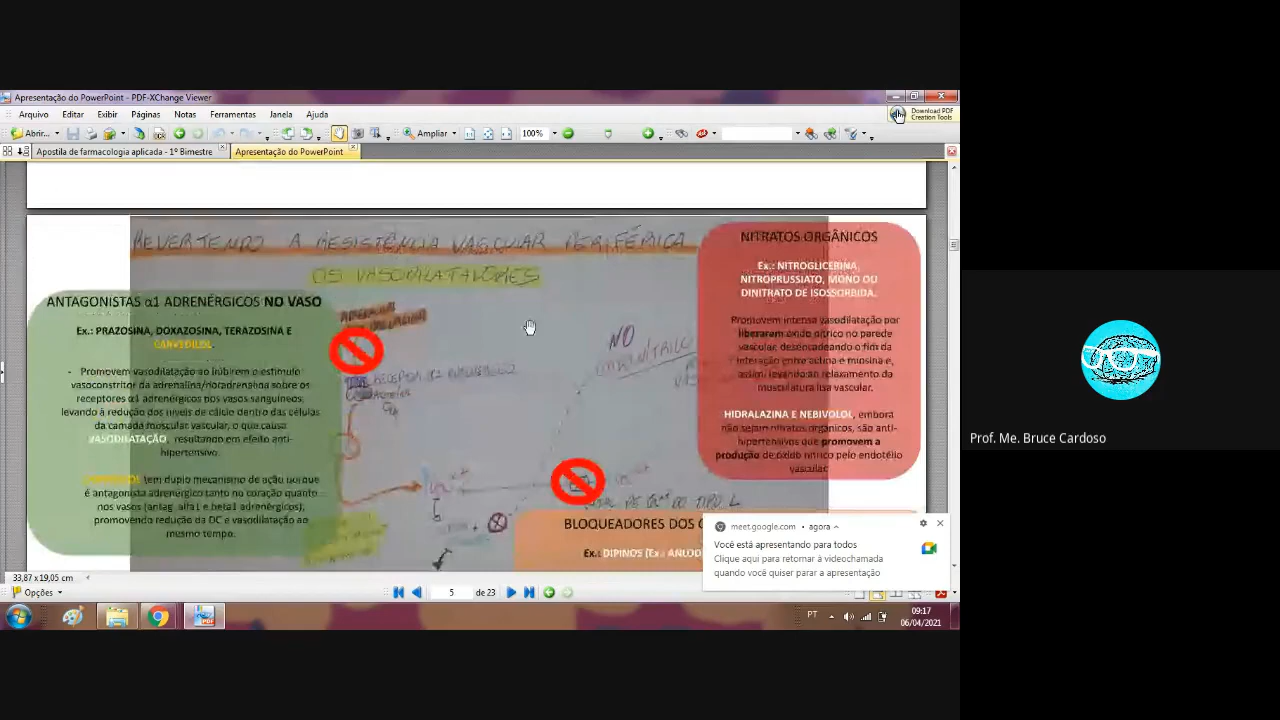 Apresentação do PowerPoint - PDF-XChange Viewer
Arquivo Editar Exibir Páginas Notas Ferramentas Janela Ajuda
Download PDF
Creation Tools
Abrir... Ampliar 100%
Apostila de farmacologia aplicada - 1º Bimestre Apresentação do PowerPoint
REVERTENDO A RESISTÊNCIA VASCULAR PERIFÉRICA
OS VASODILATADORES
ANTAGONISTAS α1 ADRENÉRGICOS NO VASO
Ex.: PRAZOSINA, DOXAZOSINA, TERAZOSINA E
CARVEDILOL
- Promovem vasodilatação ao inibirem o estímulo
vasoconstritor da adrenalina/noradrenalina sobre os
receptores α1 adrenérgicos nos vasos sanguíneos,
levando à redução dos níveis de cálcio dentro das células
da camada muscular vascular, o que causa
VASODILATAÇÃO, resultando em efeito anti-
hipertensivo.
tem duplo mecanismo de ação porque
é antagonista adrenérgico tanto no coração quanto
nos vasos (antag. alfa1 e beta1 adrenérgicos),
promovendo redução da DC e vasodilatação ao
mesmo tempo.
NO
NITRATOS ORGÂNICOS
Ex.: NITROGLICERINA,
NITROPRUSSIATO, MONO OU
DINITRATO DE ISOSSORBIDA.
Promovem intensa vasodilatação por
liberarem óxido nítrico no parede
vascular, desencadeando o fim da
interação entre actina e miosina e,
assim, levando ao relaxamento da
musculatura lisa vascular.
HIDRALAZINA E NEBIVOLOL, embora
não sejam nitratos orgânicos, são anti-
hipertensivos que promovem a
produção de óxido nítrico pelo endotélio
vascular.
BLOQUEADORES DOS
Ex.: DIPINOS (Ex.: ANLOD
meet.google.com • agora
Você está apresentando para todos
Clique aqui para retornar à videochamada
quando você quiser parar a apresentação
33,87 x 19,05 cm
Opções 5 de 23
PT 09:17
06/04/2021
Prof. Me. Bruce Cardoso